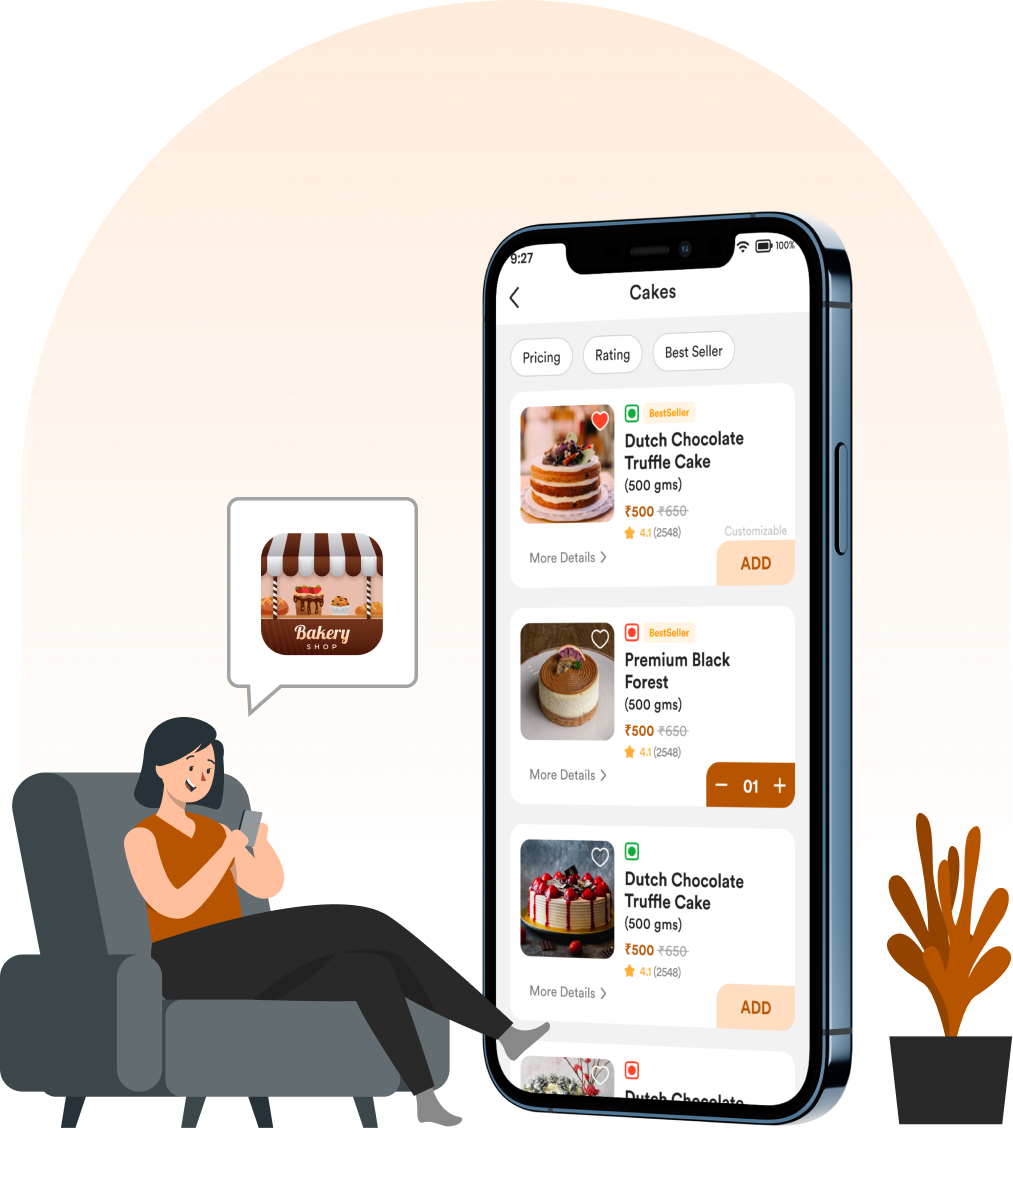 9:27
100%
Cakes
Pricing
Rating
Best Seller
BestSeller
Dutch Chocolate
Truffle Cake
(500 gms)
₹500 ₹650
4.1 (2548)
Customizable
More Details
ADD
BestSeller
Premium Black
Forest
(500 gms)
₹500 ₹650
4.1 (2548)
More Details
− 01 +
Dutch Chocolate
Truffle Cake
(500 gms)
₹500 ₹650
4.1 (2548)
More Details
ADD
Dutch Chocolate
Bakery
SHOP